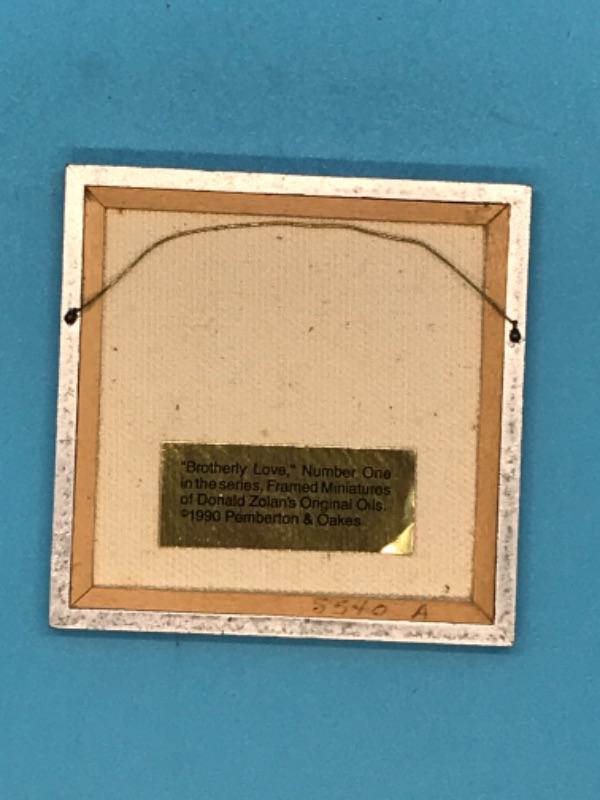 "Brotherly Love," Number One
in the series, Framed Miniatures
of Donald Zolan's Original Oils.
©1990 Pemberton & Oakes
5540 A